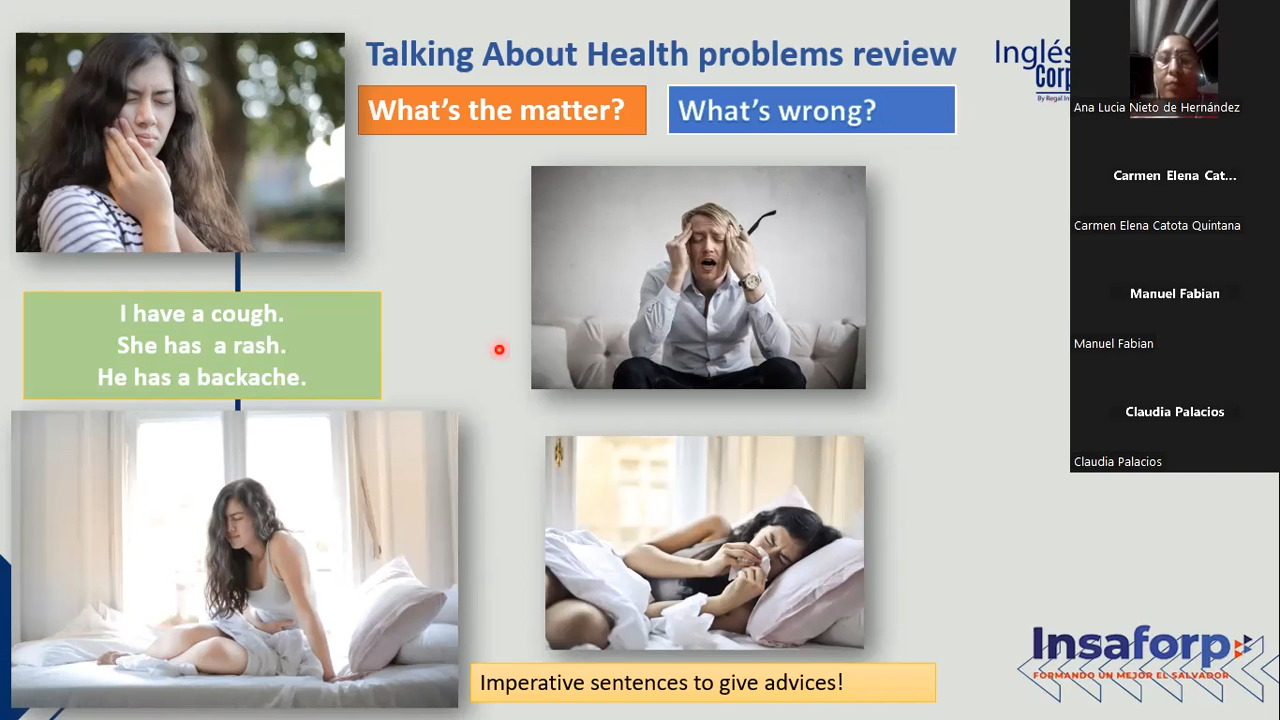 Talking About Health problems review
What's the matter?
What's wrong?
I have a cough.
She has a rash.
He has a backache.
Imperative sentences to give advices!
Inglés
Corp
Ana Lucia Nieto de Hernández
Carmen Elena Cat...
Carmen Elena Catota Quintana
Manuel Fabian
Manuel Fabian
Claudia Palacios
Claudia Palacios
Insaforp
FORMANDO UN MEJOR EL SALVADOR